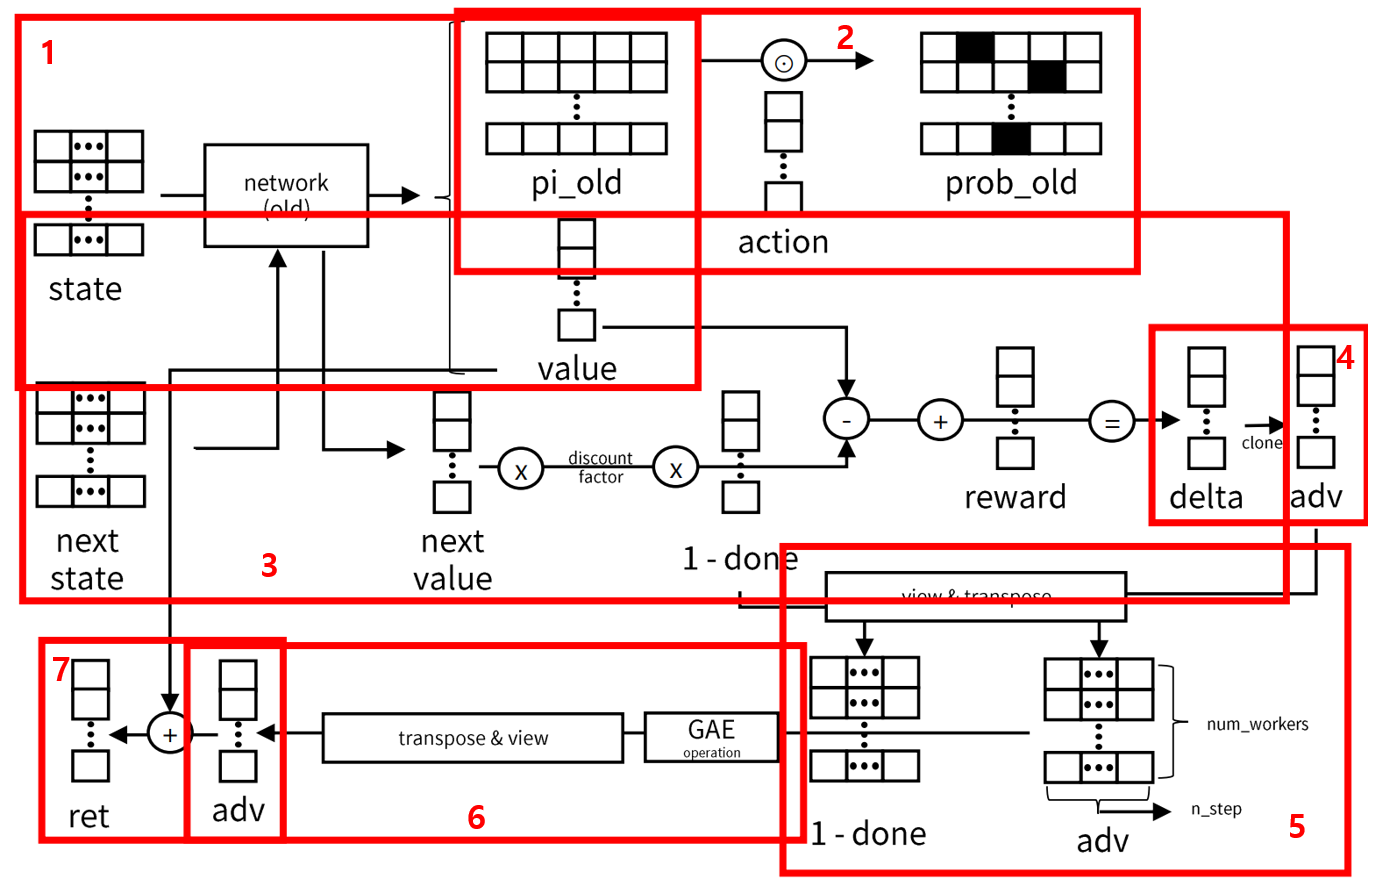 1
2
network
(old)
pi_old
prob_old
state
action
value
4
discount
factor
-
+
=
x
x
clone
next
state
next
value
reward
delta
adv
3
1 - done
view & transpose
7
GAE
operation
transpose & view
+
num_workers
n_step
ret
adv
6
1 - done
adv
5